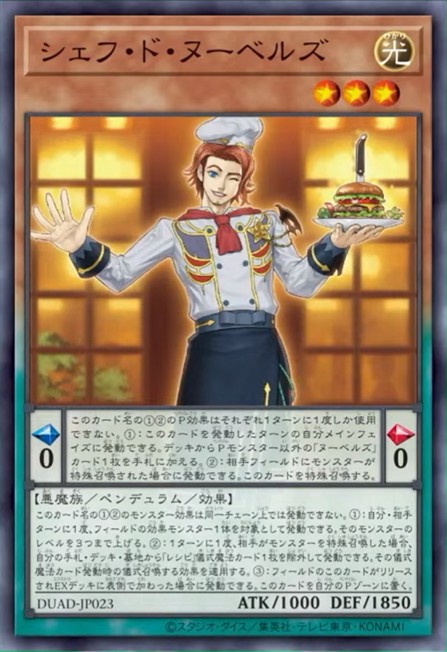 シェフ・ド・ヌーベルズ
光
このカード名の①②のP効果はそれぞれ1ターンに1度しか使用
できない。①:このカードを発動したターンの自分メインフェ
イズに発動できる。デッキからPモンスター以外の「ヌーベルズ」
カード1枚を手札に加える。②:相手フィールドにモンスターが
特殊召喚された場合に発動できる。このカードを特殊召喚する。
0
0
【悪魔族/ペンデュラム/効果】
このカード名の①②のモンスター効果は同一チェーン上では発動できない。①:自分・相手
ターンに1度、フィールドの効果モンスター1体を対象として発動できる。そのモンスターの
レベルを3つまで上げる。②:1ターンに1度、相手がモンスターを特殊召喚した場合、
自分の手札・デッキ・墓地から「レシピ」儀式魔法カード1枚を除外して発動できる。その儀式
魔法カード発動時の儀式召喚する効果を適用する。③:フィールドのこのカードがリリース
されEXデッキに表側で加わった場合に発動できる。このカードを自分のPゾーンに置く。
DUAD-JP023
ATK/1000 DEF/1850
©スタジオ・ダイス/集英社・テレビ東京・KONAMI